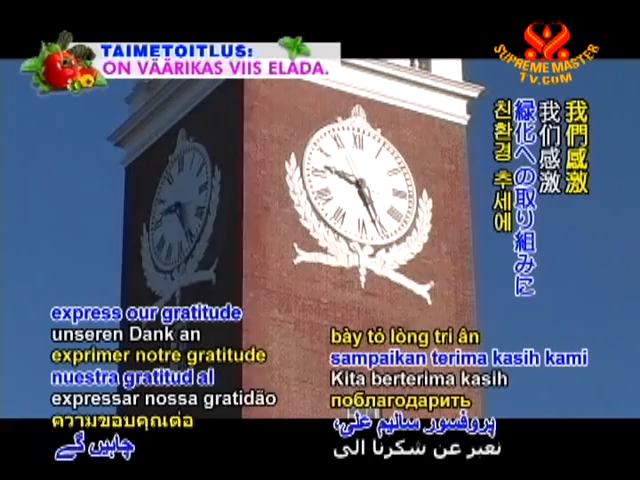 TAIMETOITLUS:
ON VÄÄRIKAS VIIS ELADA.
SUPREME MASTER
TV.COM
我們感激
我们感激
緑化への取り組みに
친환경 추세에
express our gratitude
unseren Dank an
exprimer notre gratitude
nuestra gratitud al
expressar nossa gratidão
ความขอบคุณต่อ
چاہیں گے
bày tỏ lòng tri ân
sampaikan terima kasih kami
Kita berterima kasih
поблагодарить
پروفسور سالیم علی،
نعبر عن شكرنا الى